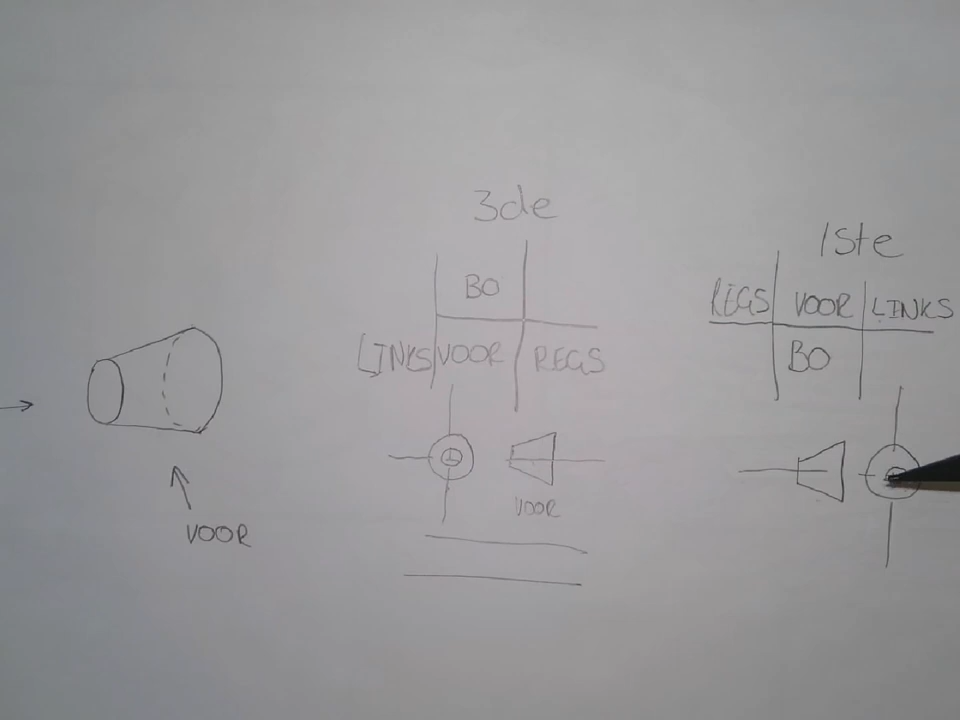 3de
BO
LINKS VOOR REGS
VOOR
1Ste
REGS VOOR LINKS
BO
VOOR